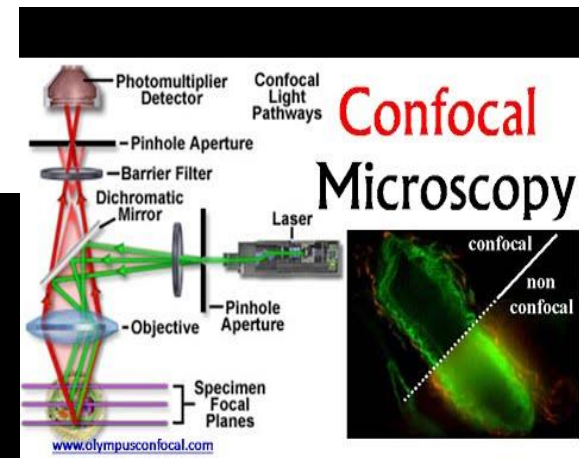 Photomultiplier
Detector
Confocal
Light
Pathways
Confocal
Microscopy
Pinhole Aperture
Barrier Filter
Dichromatic
Mirror
Laser
Pinhole
Aperture
Objective
Specimen
Focal
Planes
www.olympusconfocal.com
confocal
non
confocal